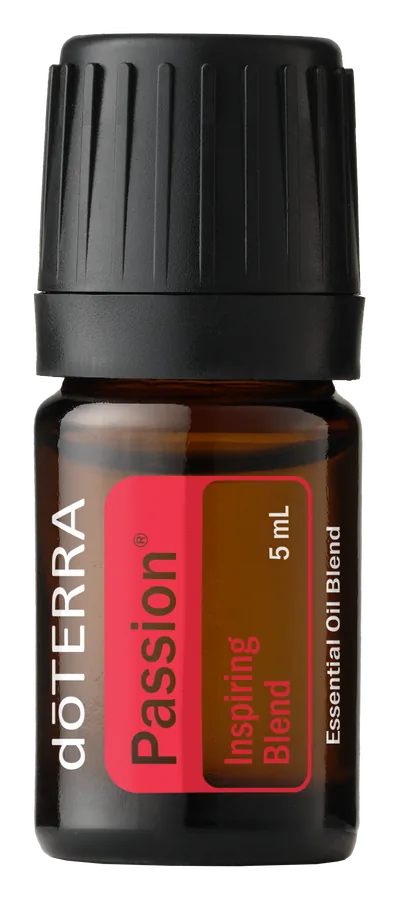 dōTERRA
Passion®
Inspiring
Blend
5 mL
Essential Oil Blend